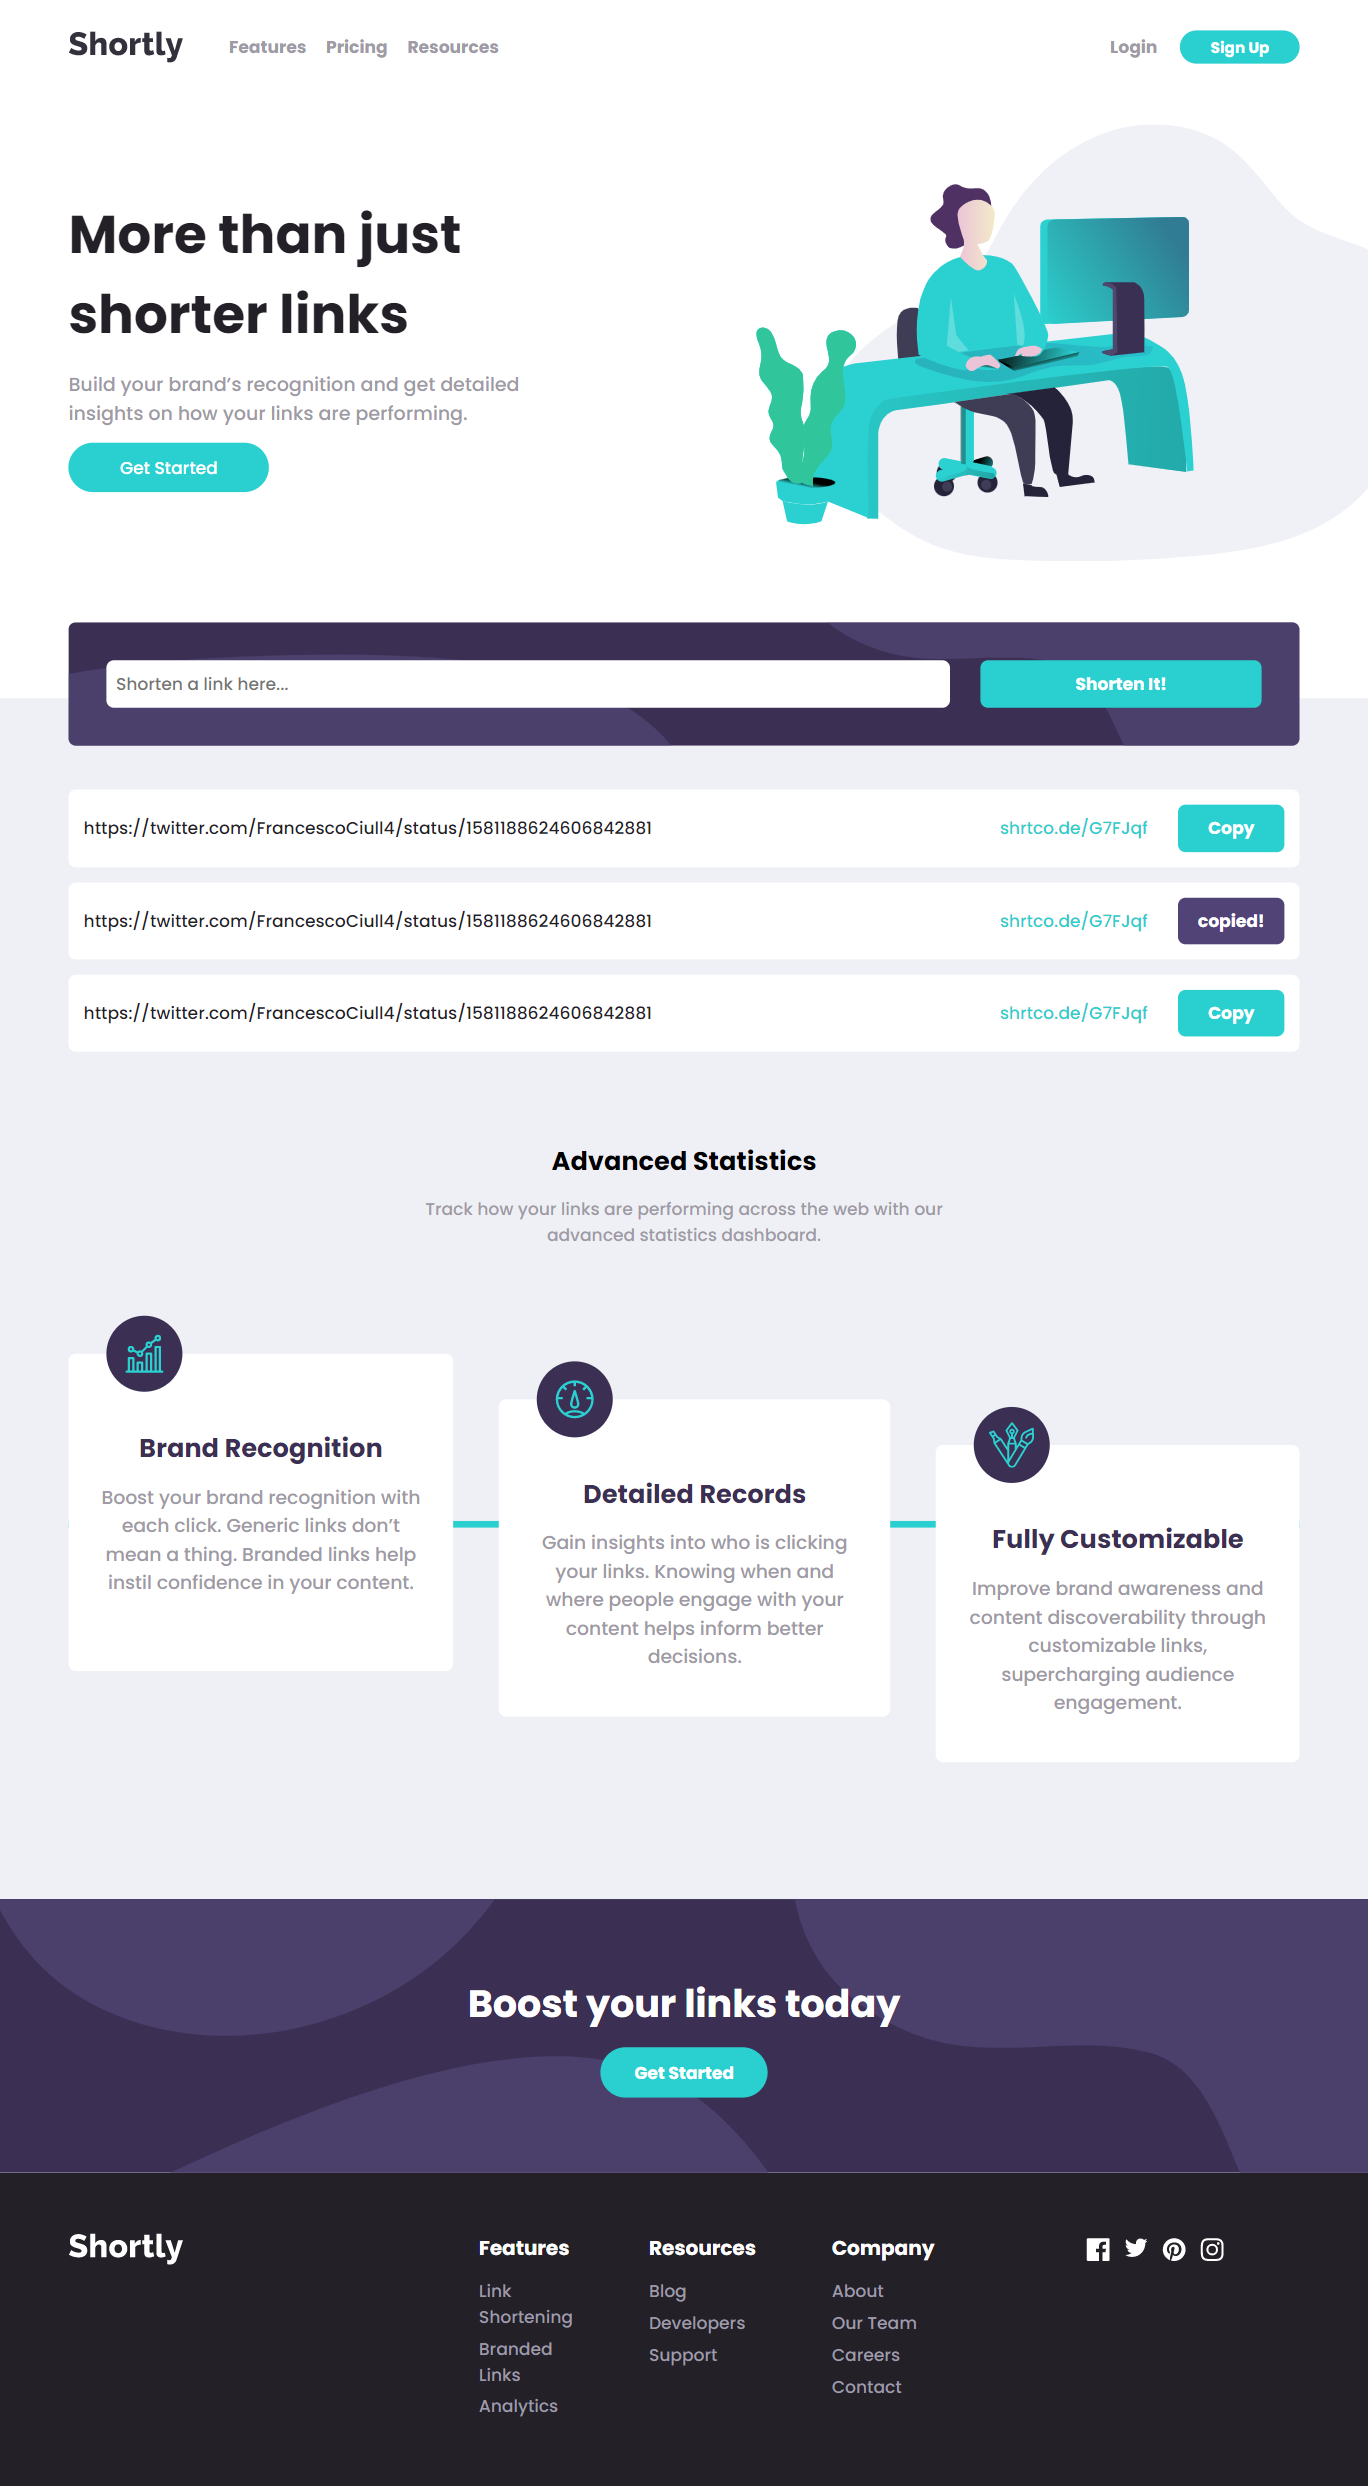 Shortly
Features Pricing Resources
Login
Sign Up
More than just
shorter links
Build your brand’s recognition and get detailed
insights on how your links are performing.
Get Started
Shorten a link here...
Shorten It!
https://twitter.com/FrancescoCiull4/status/1581188624606842881
shrtco.de/G7FJqf
Copy
https://twitter.com/FrancescoCiull4/status/1581188624606842881
shrtco.de/G7FJqf
copied!
https://twitter.com/FrancescoCiull4/status/1581188624606842881
shrtco.de/G7FJqf
Copy
Advanced Statistics
Track how your links are performing across the web with our
advanced statistics dashboard.
Brand Recognition
Boost your brand recognition with
each click. Generic links don’t
mean a thing. Branded links help
instil confidence in your content.
Detailed Records
Gain insights into who is clicking
your links. Knowing when and
where people engage with your
content helps inform better
decisions.
Fully Customizable
Improve brand awareness and
content discoverability through
customizable links,
supercharging audience
engagement.
Boost your links today
Get Started
Shortly
Features
Link
Shortening
Branded
Links
Analytics
Resources
Blog
Developers
Support
Company
About
Our Team
Careers
Contact